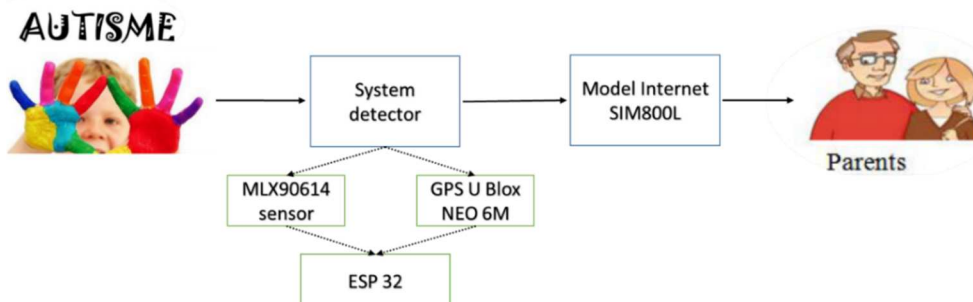 AUTISME
System
detector
Model Internet
SIM800L
Parents
MLX90614
sensor
GPS U Blox
NEO 6M
ESP 32